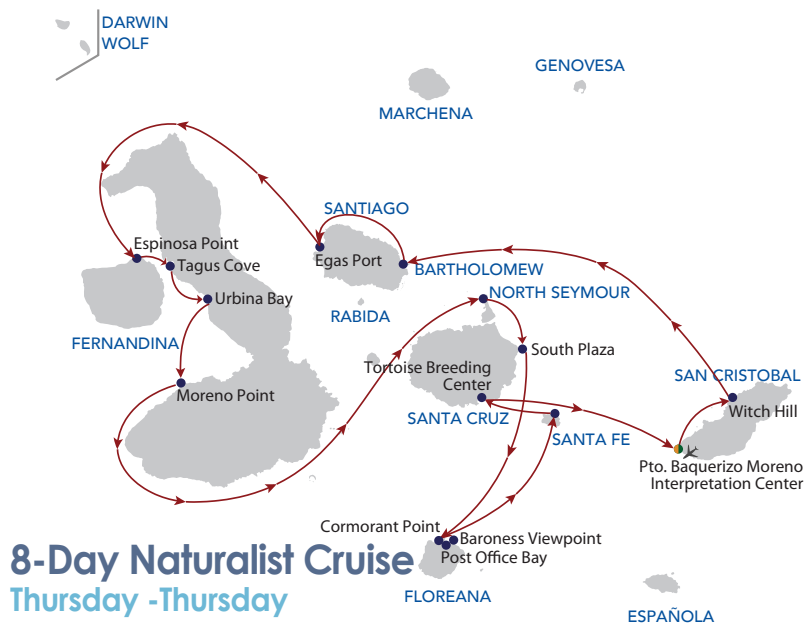 DARWIN
WOLF
GENOVESA
MARCHENA
SANTIAGO
Espinosa Point
Tagus Cove
Egas Port
BARTHOLOMEW
NORTH SEYMOUR
Urbina Bay
RABIDA
FERNANDINA
South Plaza
Tortoise Breeding
Center
SAN CRISTOBAL
Moreno Point
Witch Hill
SANTA CRUZ
SANTA FE
Pto. Baquerizo Moreno
Interpretation Center
Cormorant Point
Baroness Viewpoint
Post Office Bay
8-Day Naturalist Cruise
Thursday -Thursday
FLOREANA
ESPAÑOLA